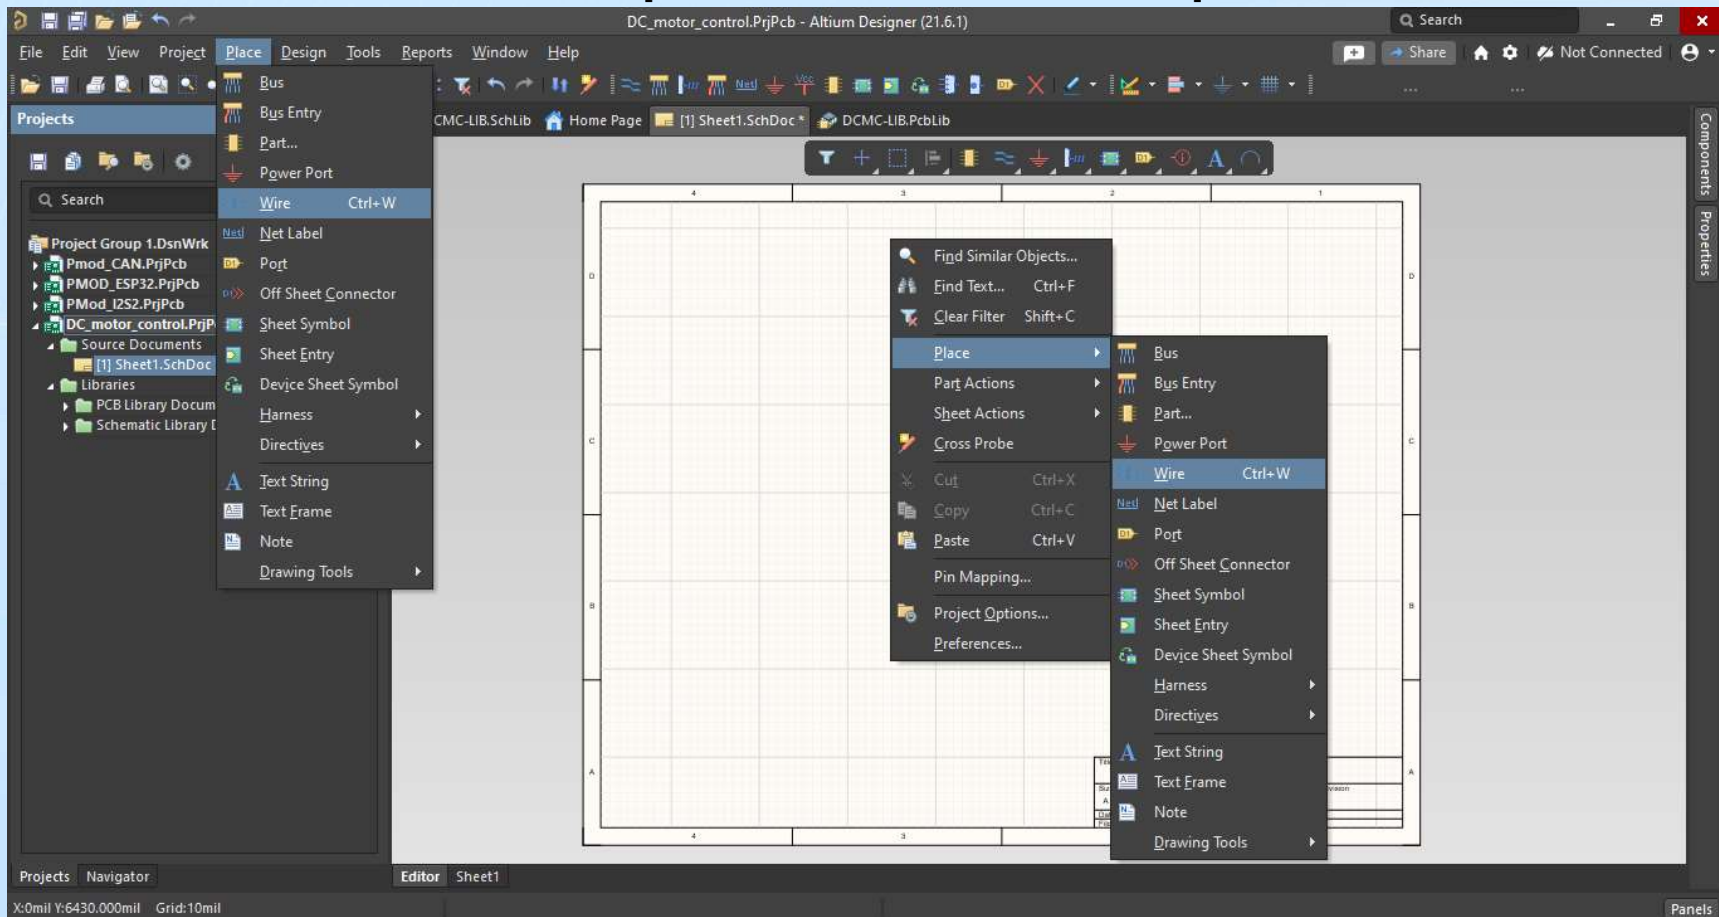 DC_motor_control.PrjPcb - Altium Designer (21.6.1)
Search
File Edit View Project Place Design Tools Reports Window Help
Share
Not Connected
Projects
CMC-LIB.SchLib
Home Page
[1] Sheet1.SchDoc *
DCMC-LIB.PcbLib
Search
Project Group 1.DsnWrk
Pmod_CAN.PrjPcb
PMOD_ESP32.PrjPcb
PMod_I2S2.PrjPcb
DC_motor_control.PrjP
Source Documents
[1] Sheet1.SchDoc
Libraries
PCB Library Docum
Schematic Library D
Bus
Bus Entry
Part...
Power Port
Wire Ctrl+W
Net Label
Port
Off Sheet Connector
Sheet Symbol
Sheet Entry
Device Sheet Symbol
Harness
Directives
Text String
Text Frame
Note
Drawing Tools
4 3 2 1
D D
C C
B B
A A
4 3
Find Similar Objects...
Find Text... Ctrl+F
Clear Filter Shift+C
Place
Part Actions
Sheet Actions
Cross Probe
Cut Ctrl+X
Copy Ctrl+C
Paste Ctrl+V
Pin Mapping...
Project Options...
Preferences...
Bus
Bus Entry
Part...
Power Port
Wire Ctrl+W
Net Label
Port
Off Sheet Connector
Sheet Symbol
Sheet Entry
Device Sheet Symbol
Harness
Directives
Text String
Text Frame
Note
Drawing Tools
Components
Properties
Projects Navigator
Editor Sheet1
X:0mil Y:6430.000mil Grid:10mil
Panels